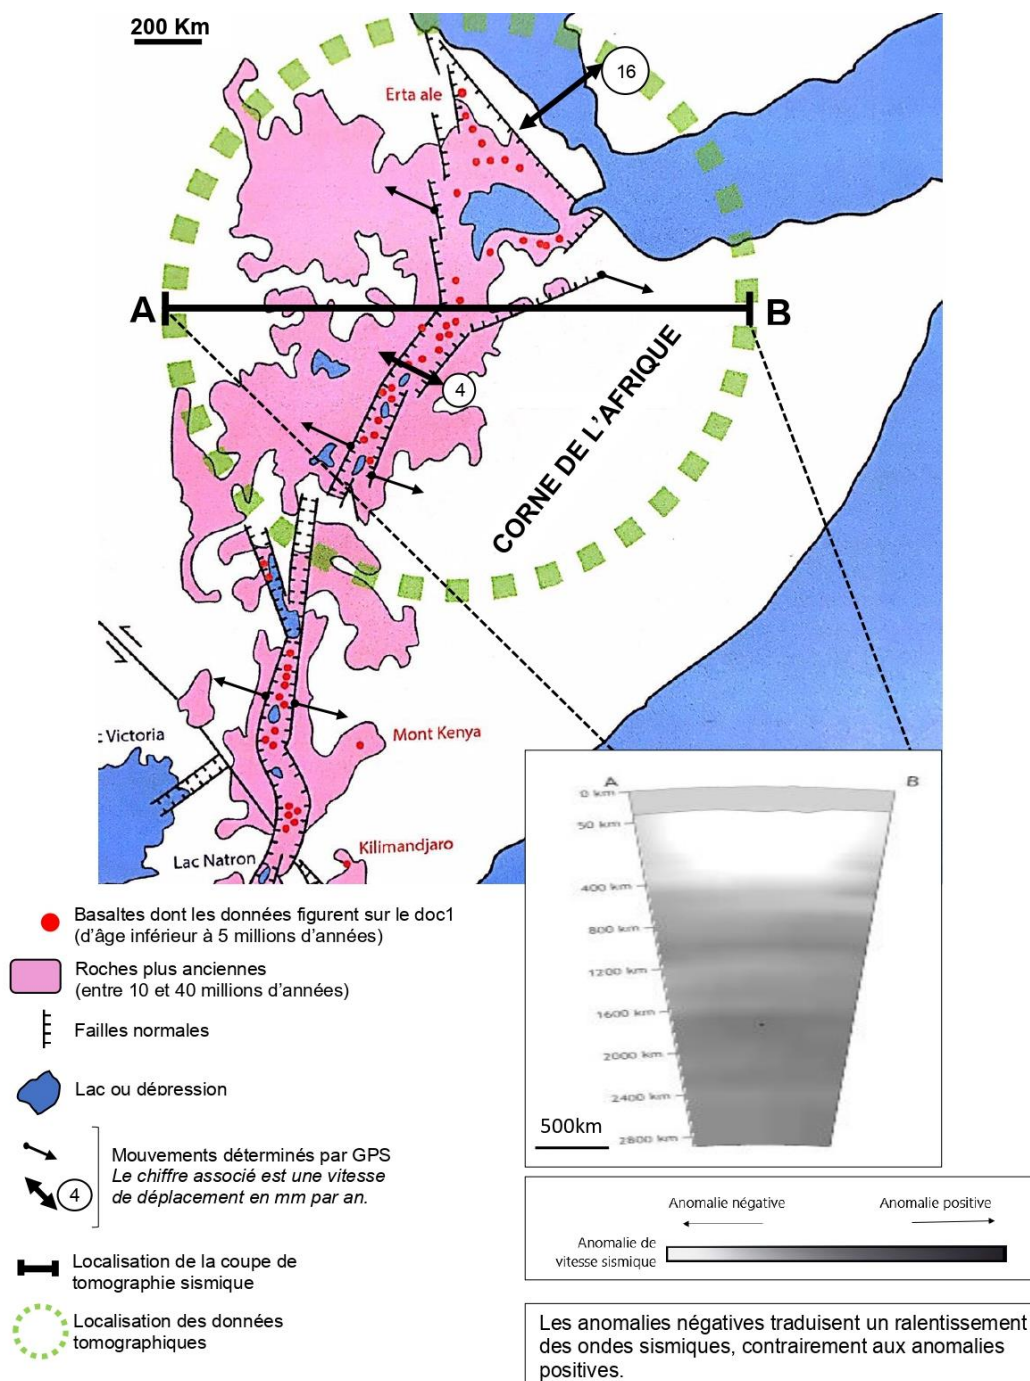 200 Km
Erta ale
16
A
B
4
CORNE DE L'AFRIQUE
Victoria
Mont Kenya
Lac Natron
Kilimandjaro
A
B
0 km
50 km
400 km
800 km
1200 km
1600 km
2000 km
2400 km
2800 km
500km
Basaltes dont les données figurent sur le doc1
(d'âge inférieur à 5 millions d'années)
Roches plus anciennes
(entre 10 et 40 millions d'années)
Failles normales
Lac ou dépression
4
Mouvements déterminés par GPS
Le chiffre associé est une vitesse
de déplacement en mm par an.
Localisation de la coupe de
tomographie sismique
Localisation des données
tomographiques
Anomalie négative
Anomalie positive
Anomalie de
vitesse sismique
Les anomalies négatives traduisent un ralentissement
des ondes sismiques, contrairement aux anomalies
positives.